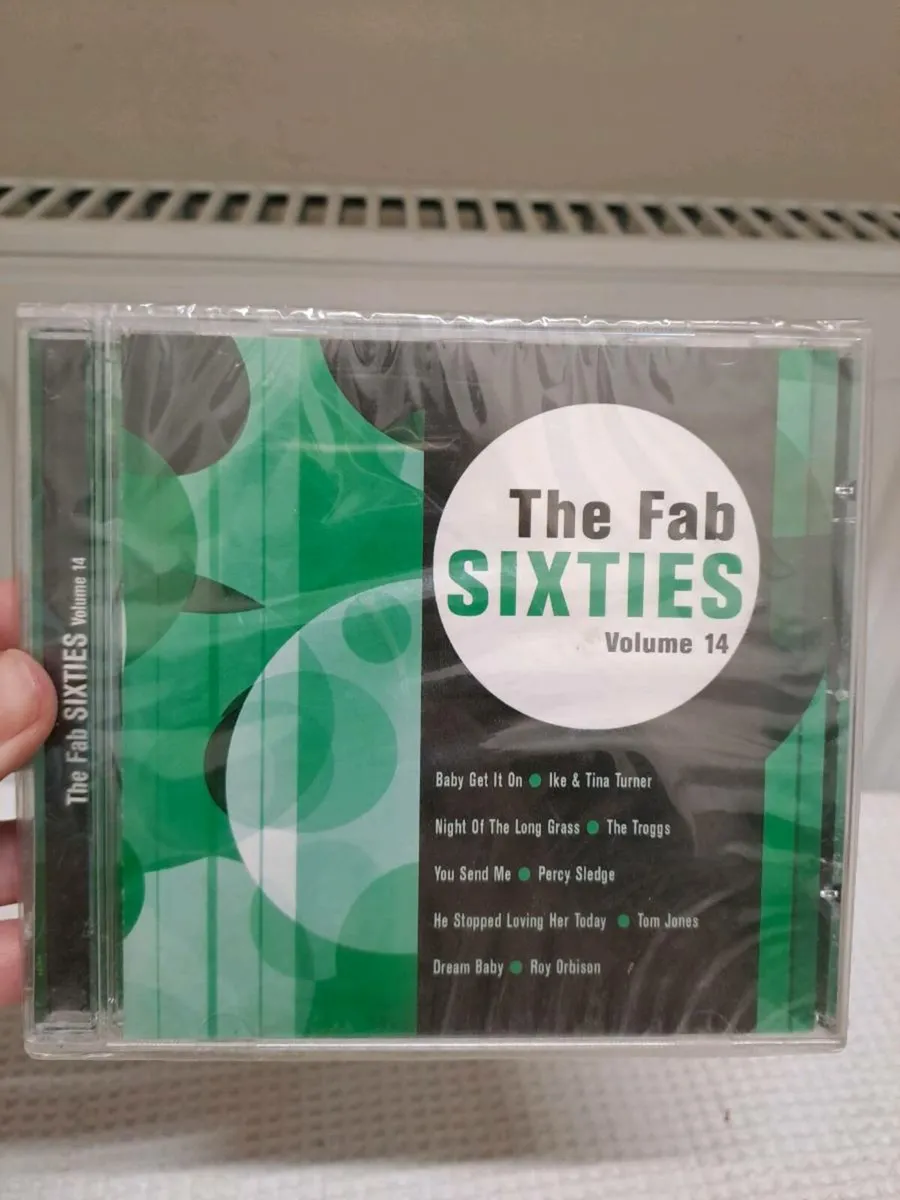 The Fab SIXTIES Volume 14
The Fab
SIXTIES
Volume 14
Baby Get It On ● Ike & Tina Turner
Night Of The Long Grass ● The Troggs
You Send Me ● Percy Sledge
He Stopped Loving Her Today ● Tom Jones
Dream Baby ● Roy Orbison